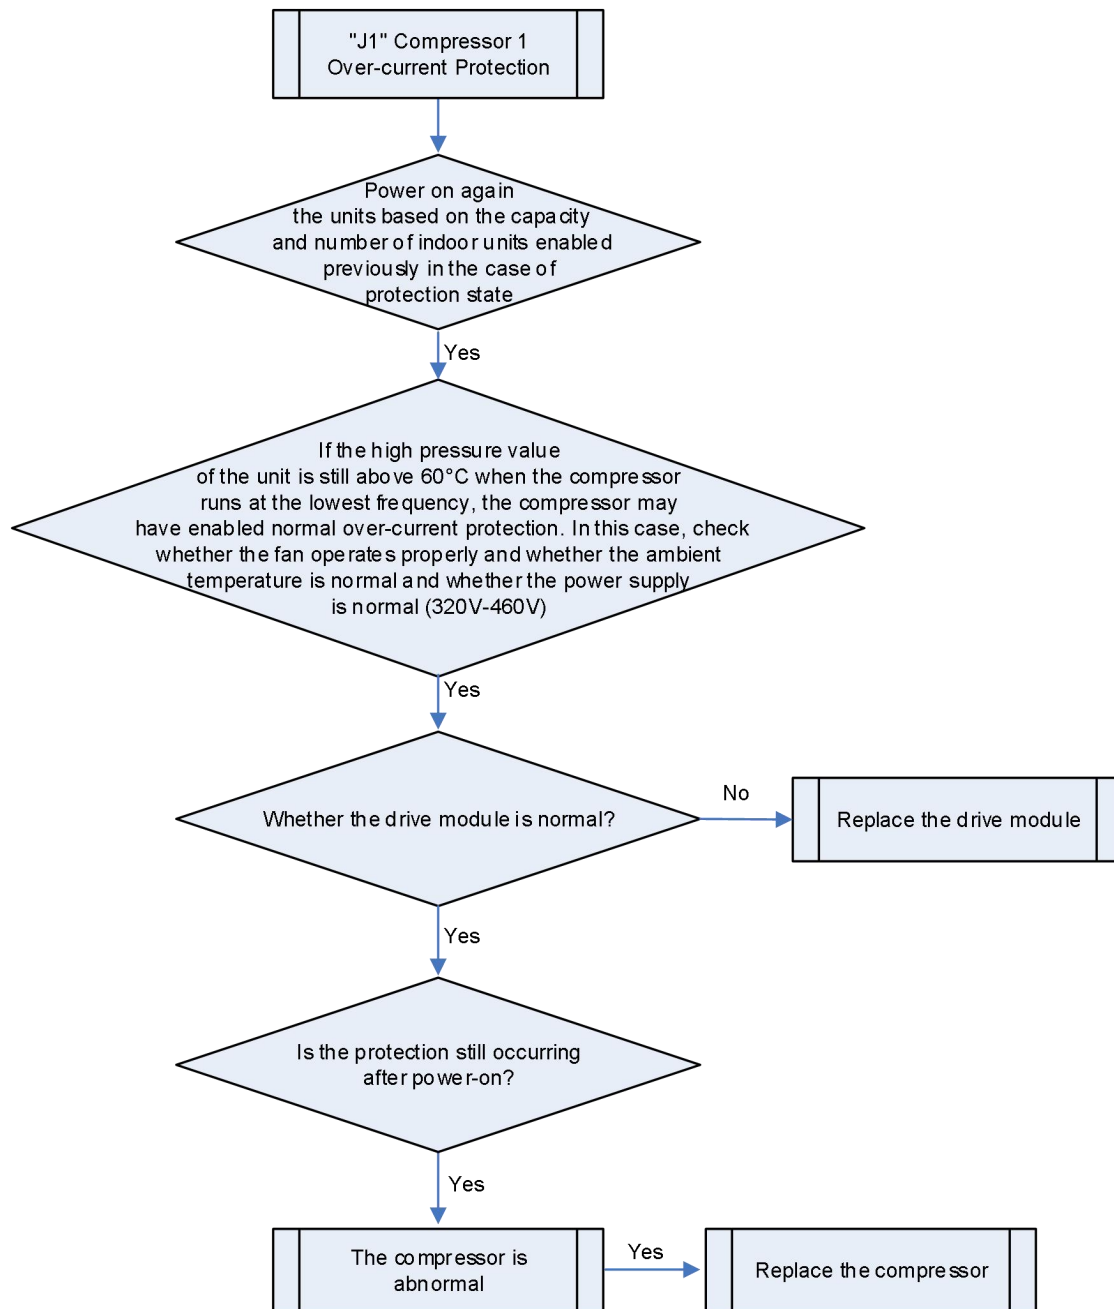 "J1" Compressor 1
Over-current Protection
Power on again
the units based on the capacity
and number of indoor units enabled
previously in the case of
protection state
Yes
If the high pressure value
of the unit is still above 60°C when the compressor
runs at the lowest frequency, the compressor may
have enabled normal over-current protection. In this case, check
whether the fan operates properly and whether the ambient
temperature is normal and whether the power supply
is normal (320V-460V)
Yes
Whether the drive module is normal?
No
Replace the drive module
Yes
Is the protection still occurring
after power-on?
Yes
The compressor is
abnormal
Yes
Replace the compressor